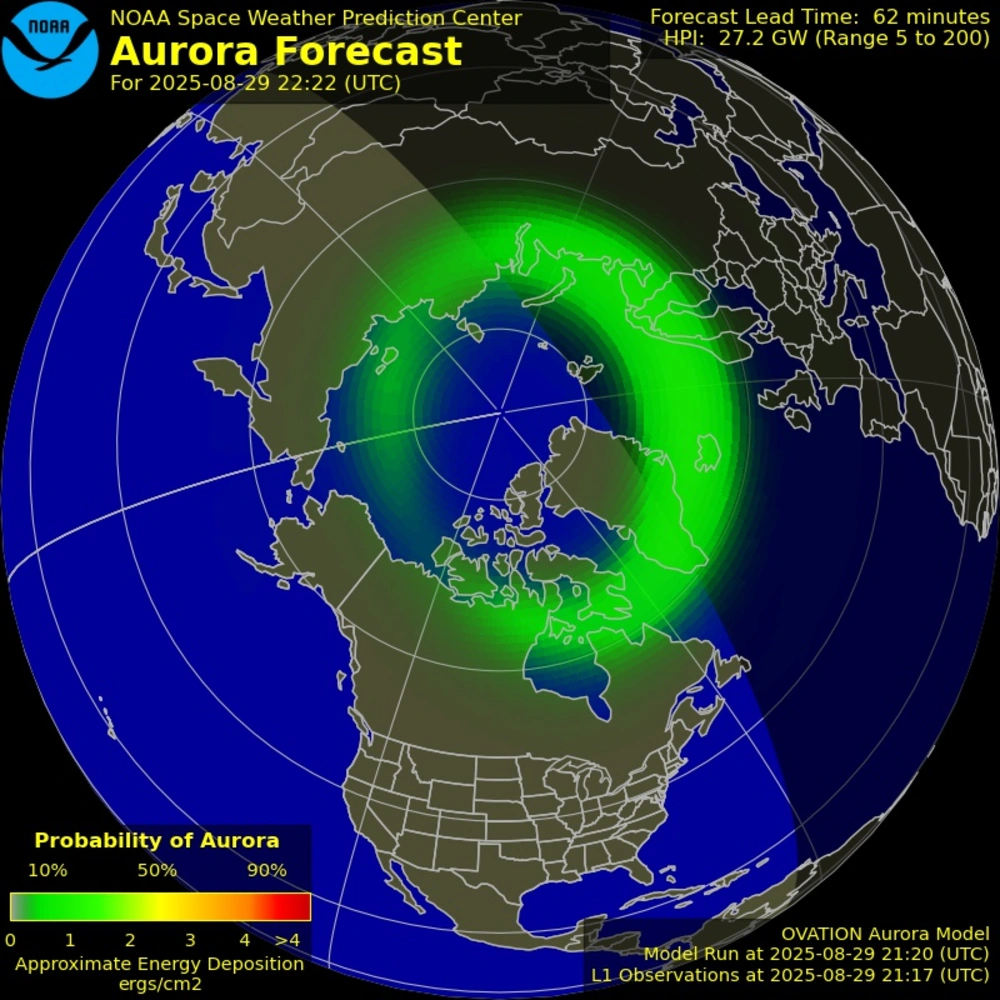 NOAA
NOAA Space Weather Prediction Center
Aurora Forecast
For 2025-08-29 22:22 (UTC)
Forecast Lead Time: 62 minutes
HPI: 27.2 GW (Range 5 to 200)
Probability of Aurora
10% 50% 90%
0 1 2 3 4 >4
Approximate Energy Deposition
ergs/cm2
OVATION Aurora Model
Model Run at 2025-08-29 21:20 (UTC)
L1 Observations at 2025-08-29 21:17 (UTC)